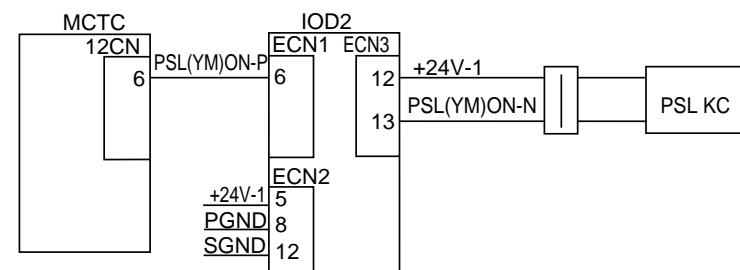 MCTC
IOD2
12CN
ECN1
ECN3
PSL(YM)ON-P
6
6
12
+24V-1
PSL(YM)ON-N
13
PSL KC
ECN2
+24V-1
5
PGND
8
SGND
12